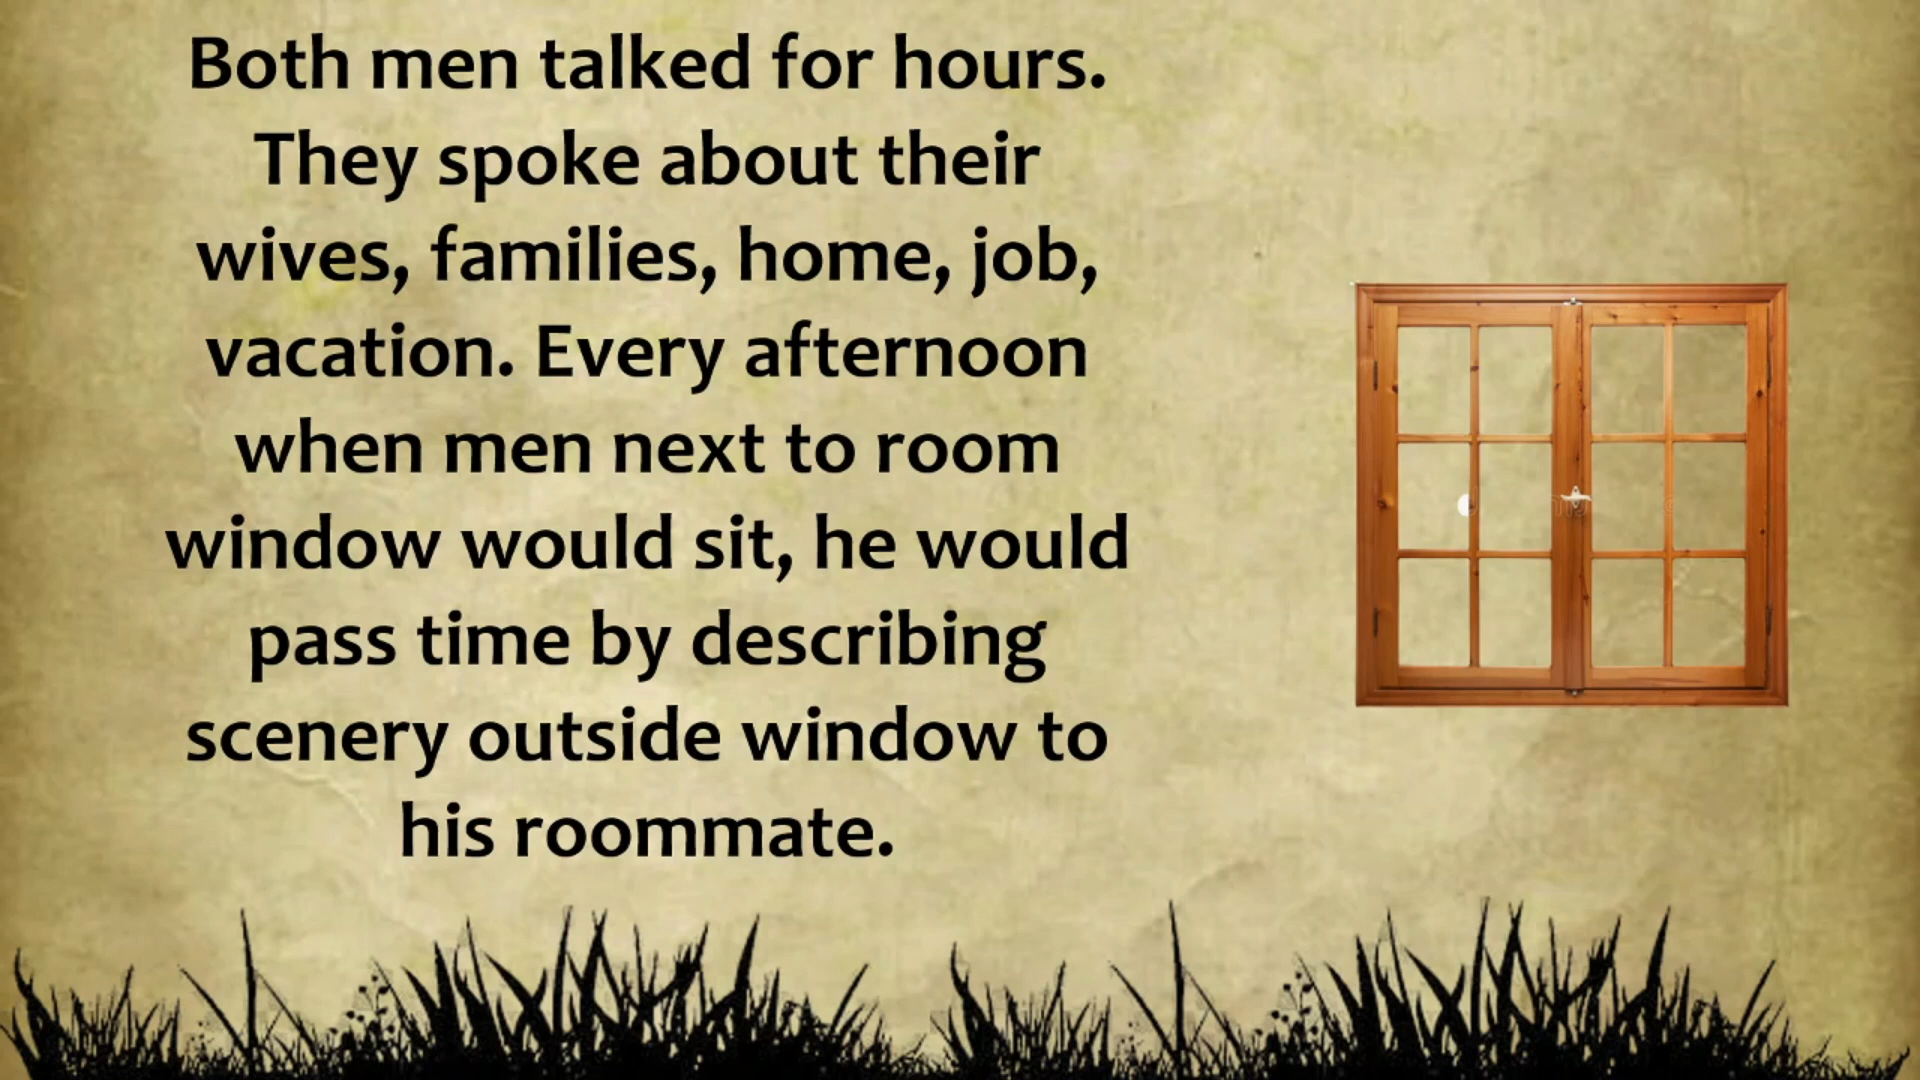 Both men talked for hours.
They spoke about their
wives, families, home, job,
vacation. Every afternoon
when men next to room
window would sit, he would
pass time by describing
scenery outside window to
his roommate.